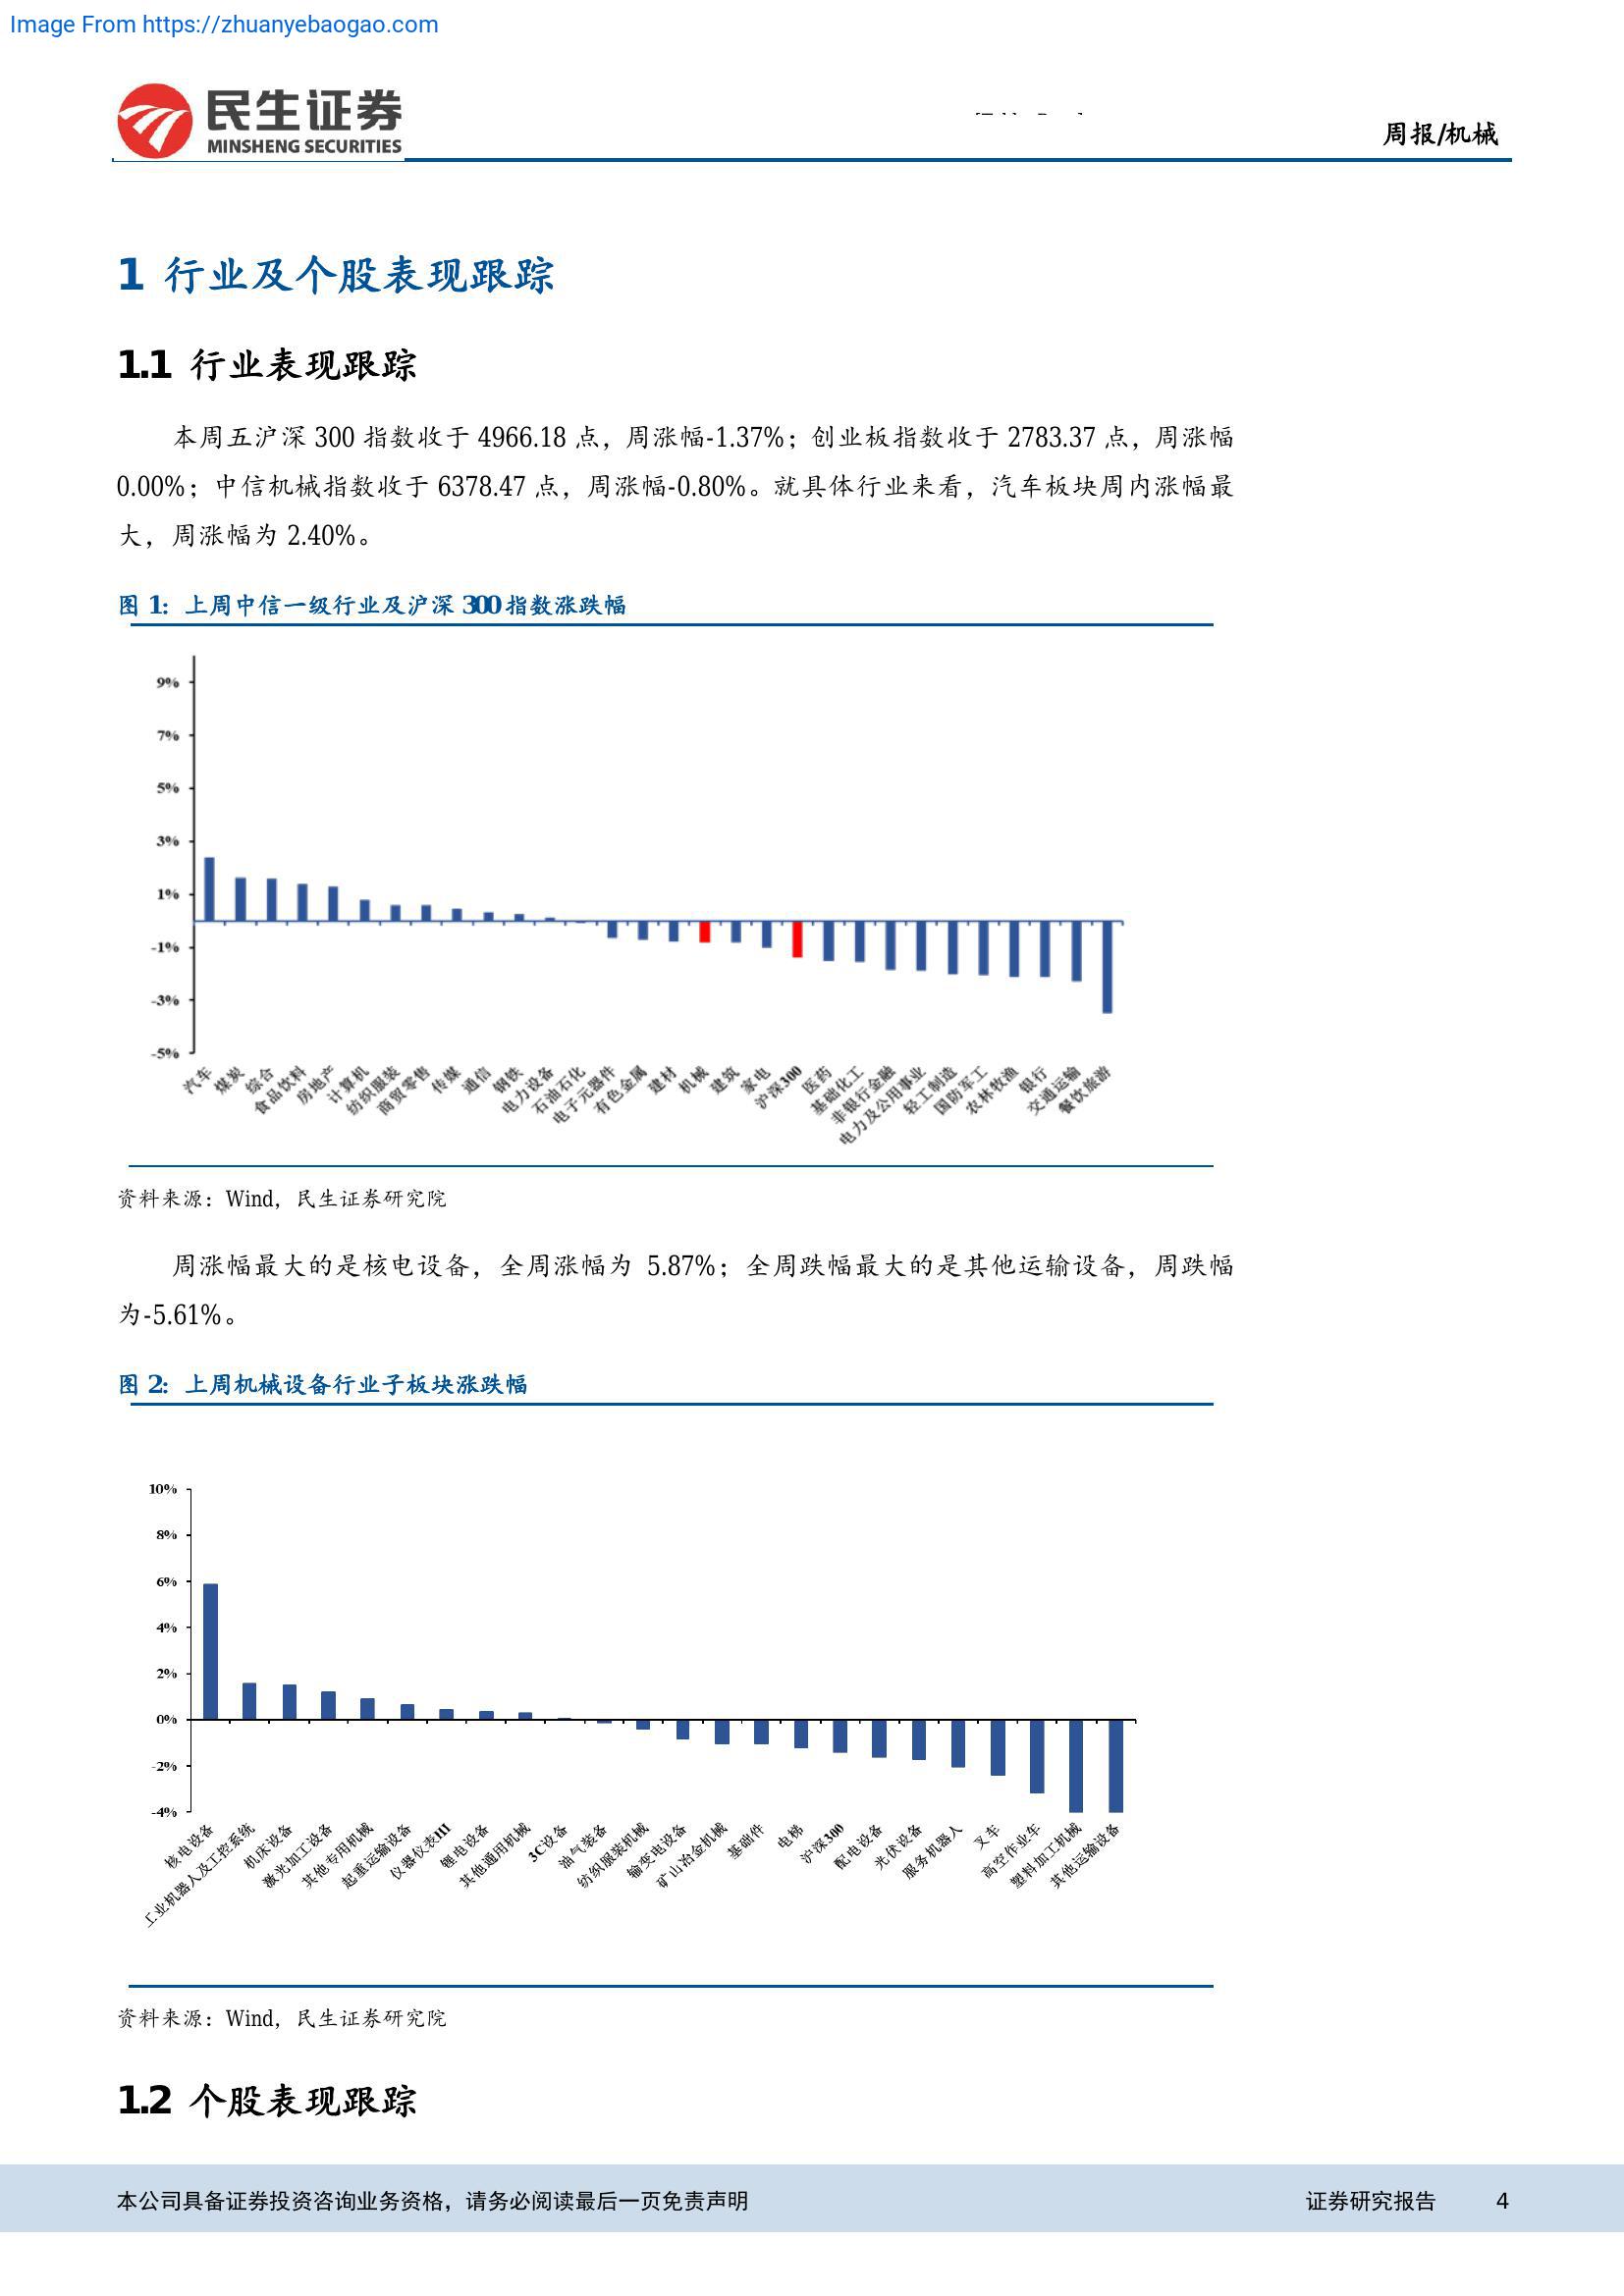 Image From https://zhuanyebaogao.com
民生证券
MINSHENG SECURITIES
周报/机械
1 行业及个股表现跟踪
1.1 行业表现跟踪
本周五沪深 300 指数收于 4966.18 点，周涨幅-1.37%；创业板指数收于 2783.37 点，周涨幅
0.00%；中信机械指数收于 6378.47 点，周涨幅-0.80%。就具体行业来看，汽车板块周内涨幅最
大，周涨幅为 2.40%。
图 1：上周中信一级行业及沪深 300 指数涨跌幅
9%
7%
5%
3%
1%
-1%
-3%
-5%
汽车
煤炭
综合
食品饮料
房地产
计算机
纺织服装
商贸零售
传媒
通信
钢铁
电力设备
石油石化
电子元器件
有色金属
建材
机械
建筑
家电
沪深300
医药
基础化工
非银行金融
电力及公用事业
轻工制造
国防军工
农林牧渔
银行
交通运输
餐饮旅游
资料来源：Wind，民生证券研究院
周涨幅最大的是核电设备，全周涨幅为 5.87%；全周跌幅最大的是其他运输设备，周跌幅
为-5.61%。
图 2：上周机械设备行业子板块涨跌幅
10%
8%
6%
4%
2%
0%
-2%
-4%
核电设备
工业机器人及工控系统
机床设备
激光加工设备
其他专用机械
起重运输设备
仪器仪表III
锂电设备
其他通用机械
3C设备
油气装备
纺织服装机械
输变电设备
矿山冶金机械
基础件
电梯
沪深300
配电设备
光伏设备
服务机器人
叉车
高空作业车
塑料加工机械
其他运输设备
资料来源：Wind，民生证券研究院
1.2 个股表现跟踪
本公司具备证券投资咨询业务资格，请务必阅读最后一页免责声明
证券研究报告 4